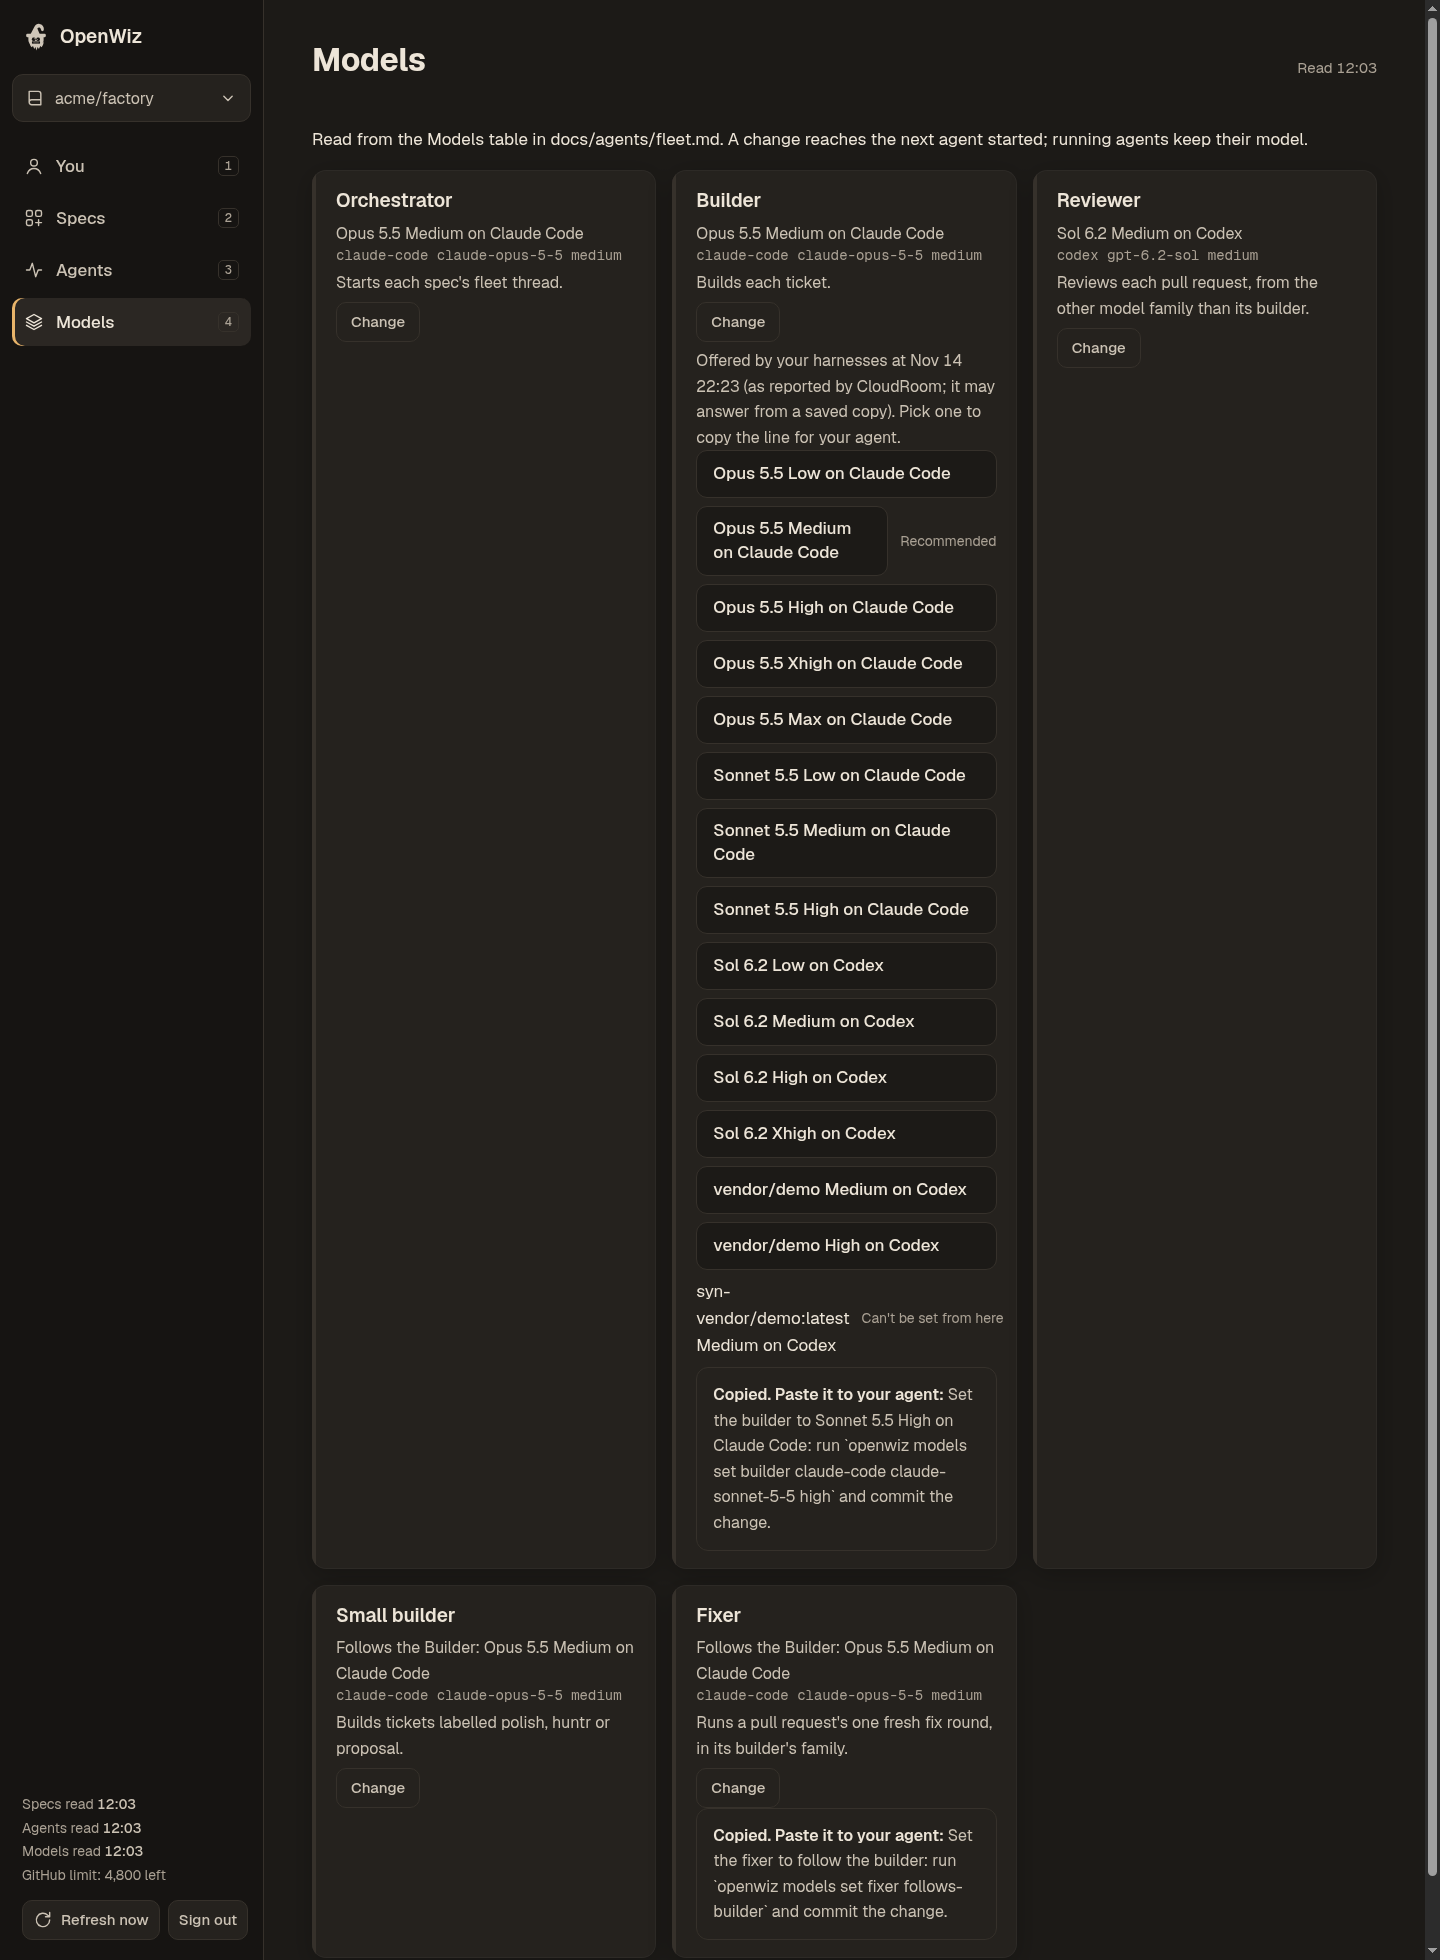 OpenWiz
acme/factory
You 1
Specs 2
Agents 3
Models 4
Specs read 12:03
Agents read 12:03
Models read 12:03
GitHub limit: 4,800 left
Refresh now
Sign out
Models
Read 12:03
Read from the Models table in docs/agents/fleet.md. A change reaches the next agent started; running agents keep their model.
Orchestrator
Opus 5.5 Medium on Claude Code
claude-code claude-opus-5-5 medium
Starts each spec's fleet thread.
Change
Builder
Opus 5.5 Medium on Claude Code
claude-code claude-opus-5-5 medium
Builds each ticket.
Change
Offered by your harnesses at Nov 14
22:23 (as reported by CloudRoom; it may
answer from a saved copy). Pick one to
copy the line for your agent.
Opus 5.5 Low on Claude Code
Opus 5.5 Medium
on Claude Code
Recommended
Opus 5.5 High on Claude Code
Opus 5.5 Xhigh on Claude Code
Opus 5.5 Max on Claude Code
Sonnet 5.5 Low on Claude Code
Sonnet 5.5 Medium on Claude
Code
Sonnet 5.5 High on Claude Code
Sol 6.2 Low on Codex
Sol 6.2 Medium on Codex
Sol 6.2 High on Codex
Sol 6.2 Xhigh on Codex
vendor/demo Medium on Codex
vendor/demo High on Codex
syn-
vendor/demo:latest
Medium on Codex
Can't be set from here
Copied. Paste it to your agent: Set
the builder to Sonnet 5.5 High on
Claude Code: run `openwiz models
set builder claude-code claude-
sonnet-5-5 high` and commit the
change.
Reviewer
Sol 6.2 Medium on Codex
codex gpt-6.2-sol medium
Reviews each pull request, from the
other model family than its builder.
Change
Small builder
Follows the Builder: Opus 5.5 Medium on
Claude Code
claude-code claude-opus-5-5 medium
Builds tickets labelled polish, huntr or
proposal.
Change
Fixer
Follows the Builder: Opus 5.5 Medium on
Claude Code
claude-code claude-opus-5-5 medium
Runs a pull request's one fresh fix round,
in its builder's family.
Change
Copied. Paste it to your agent: Set
the fixer to follow the builder: run
`openwiz models set fixer follows-
builder` and commit the change.